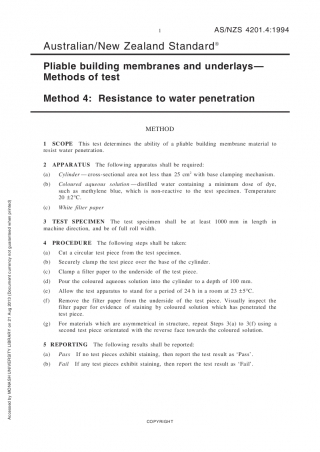 1
AS/NZS 4201.4:1994
Australian/New Zealand Standard®
Pliable building membranes and underlays—
Methods of test
Method 4: Resistance to water penetration
METHOD
1 SCOPE This test determines the ability of a pliable building membrane material to
resist water penetration.
2 APPARATUS The following apparatus shall be required:
(a) Cylinder—cross-sectional area not less than 25 cm² with base clamping mechanism.
(b) Coloured aqueous solution—distilled water containing a minimum dose of dye,
such as methylene blue, which is non-reactive to the test specimen. Temperature
20 ±2°C.
(c) White filter paper
3 TEST SPECIMEN The test specimen shall be at least 1000 mm in length in
machine direction, and be of full roll width.
4 PROCEDURE The following steps shall be taken:
(a) Cut a circular test piece from the test specimen.
(b) Securely clamp the test piece over the base of the cylinder.
(c) Clamp a filter paper to the underside of the test piece.
(d) Pour the coloured aqueous solution into the cylinder to a depth of 100 mm.
(e) Allow the apparatus to stand for a period of 24 h in a room at 23 ±5°C.
(f) Remove the filter paper from the underside of the test piece. Visually inspect the
filter paper for evidence of staining by coloured solution which has penetrated the
test piece.
(g) For materials which are asymmetrical in structure, repeat Steps 3(a) to 3(f) using a
second test piece orientated with the reverse face towards the coloured solution.
5 REPORTING The following results shall be reported:
(a) Pass If no test pieces exhibit staining, then report the test result as 'Pass'.
(b) Fail If any test pieces exhibit staining, then report the test result as 'Fail'.
Accessed by MONASH UNIVERSITY LIBRARY on 21 Aug 2013 (Document currency not guaranteed when printed)
COPYRIGHT